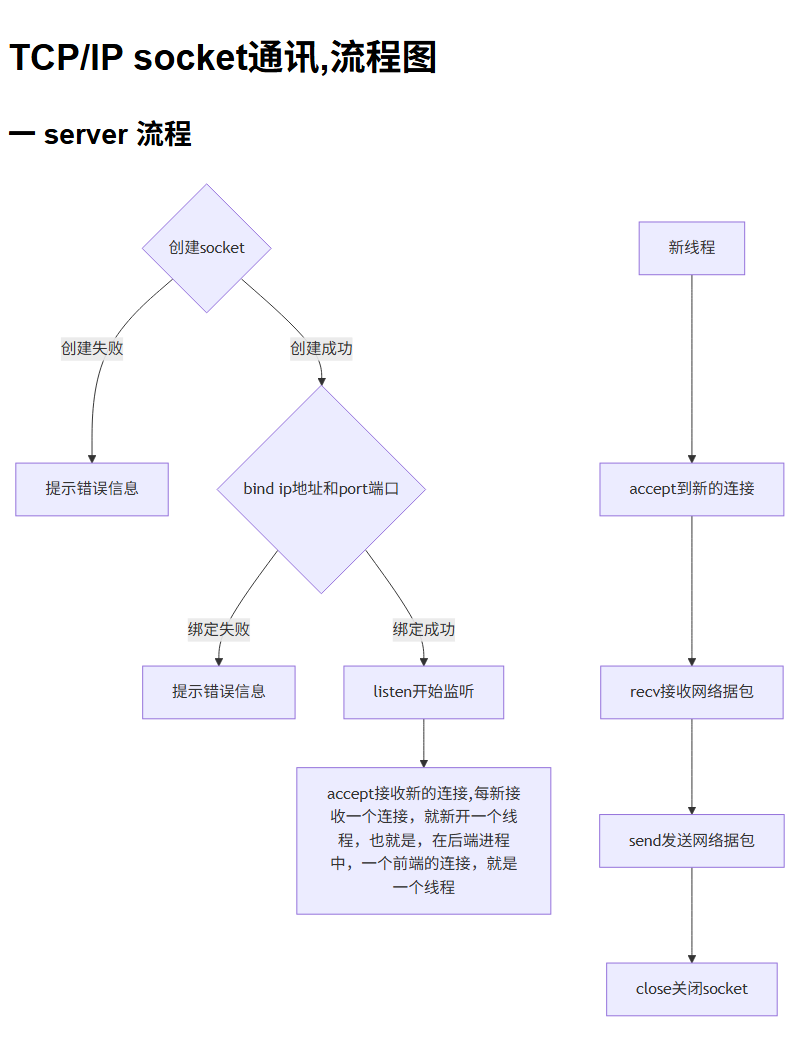 TCP/IP socket通讯,流程图
一 server 流程
创建socket
新线程
创建失败
创建成功
提示错误信息
bind ip地址和port端口
accept到新的连接
绑定失败
绑定成功
提示错误信息
listen开始监听
recv接收网络据包
accept接收新的连接,每新接
收一个连接，就新开一个线
程，也就是，在后端进程
中，一个前端的连接，就是
一个线程
send发送网络据包
close关闭socket